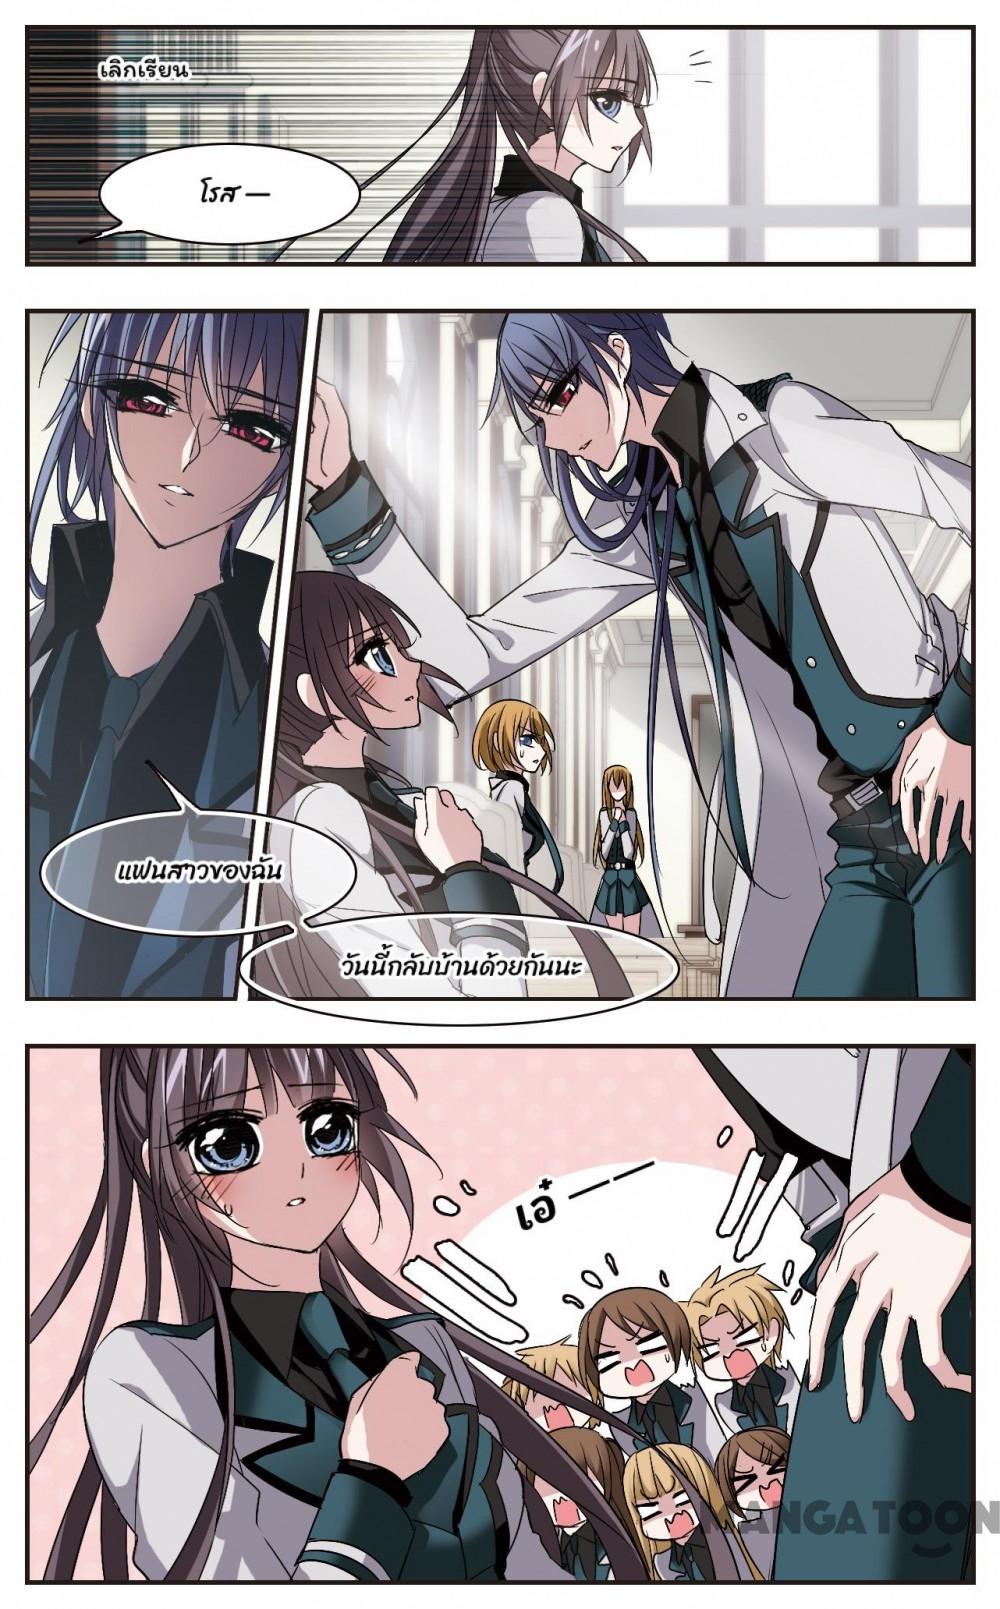 เลิกเรียน
โรส —
แฟนสาวของฉัน
วันนี้กลับบ้านด้วยกันนะ
เอ๋ — —
MANGA TOON